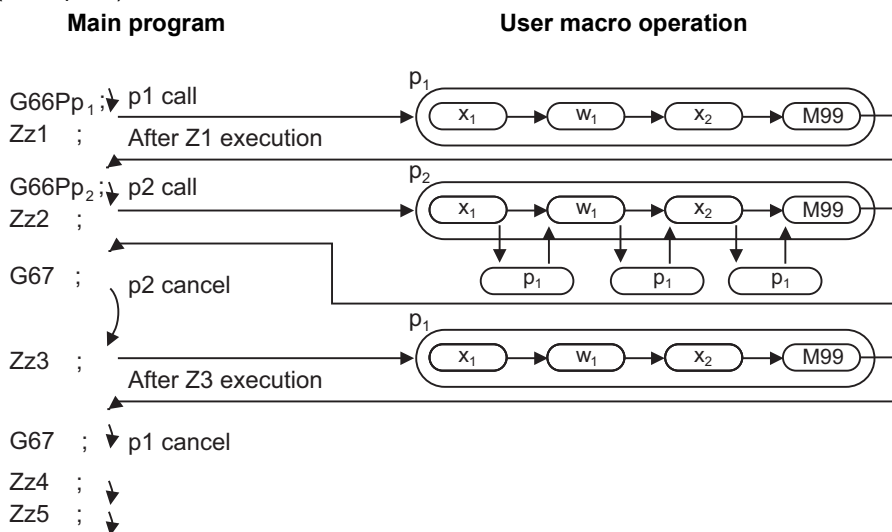 Main program User macro operation
p1
G66Pp1 ; p1 call
x1 w1 x2 M99
Zz1 ; After Z1 execution
p2
G66Pp2 ; p2 call
x1 w1 x2 M99
Zz2 ;
p1 p1 p1
G67 ; p2 cancel
p1
Zz3 ; x1 w1 x2 M99
After Z3 execution
G67 ; p1 cancel
Zz4 ;
Zz5 ;